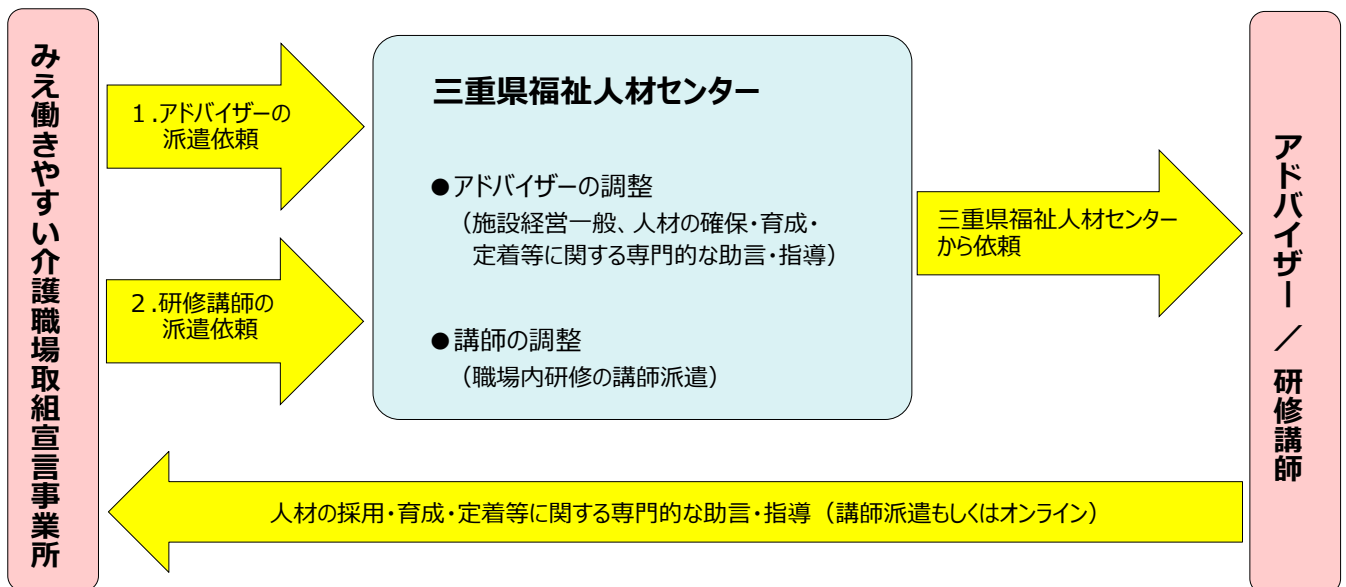 みえ働きやすい介護職場取組宣言事業所
1.アドバイザーの
派遣依頼
2.研修講師の
派遣依頼
三重県福祉人材センター
●アドバイザーの調整
（施設経営一般、人材の確保・育成・
定着等に関する専門的な助言・指導）
●講師の調整
（職場内研修の講師派遣）
三重県福祉人材センター
から依頼
アドバイザー／研修講師
人材の採用・育成・定着等に関する専門的な助言・指導（講師派遣もしくはオンライン）